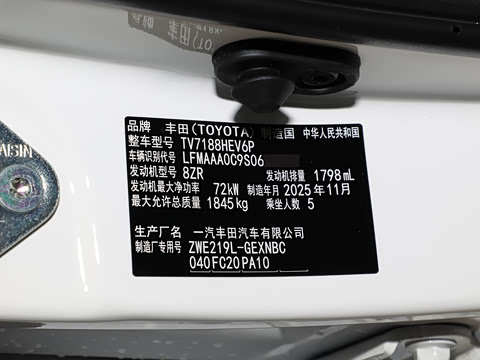 AISIN
品牌 丰田(TOYOTA) 制造国 中华人民共和国
整车型号 TV7188HEV6P
车辆识别代号 LFMAAA0C9S06
发动机型号 8ZR 发动机排量 1798mL
发动机最大净功率 72kW 制造年月 2025年11月
最大允许总质量 1845kg 乘坐人数 5
生产厂名 一汽丰田汽车有限公司
制造厂专用号 ZWE219L-GEXNBC
040 FC20 PA10